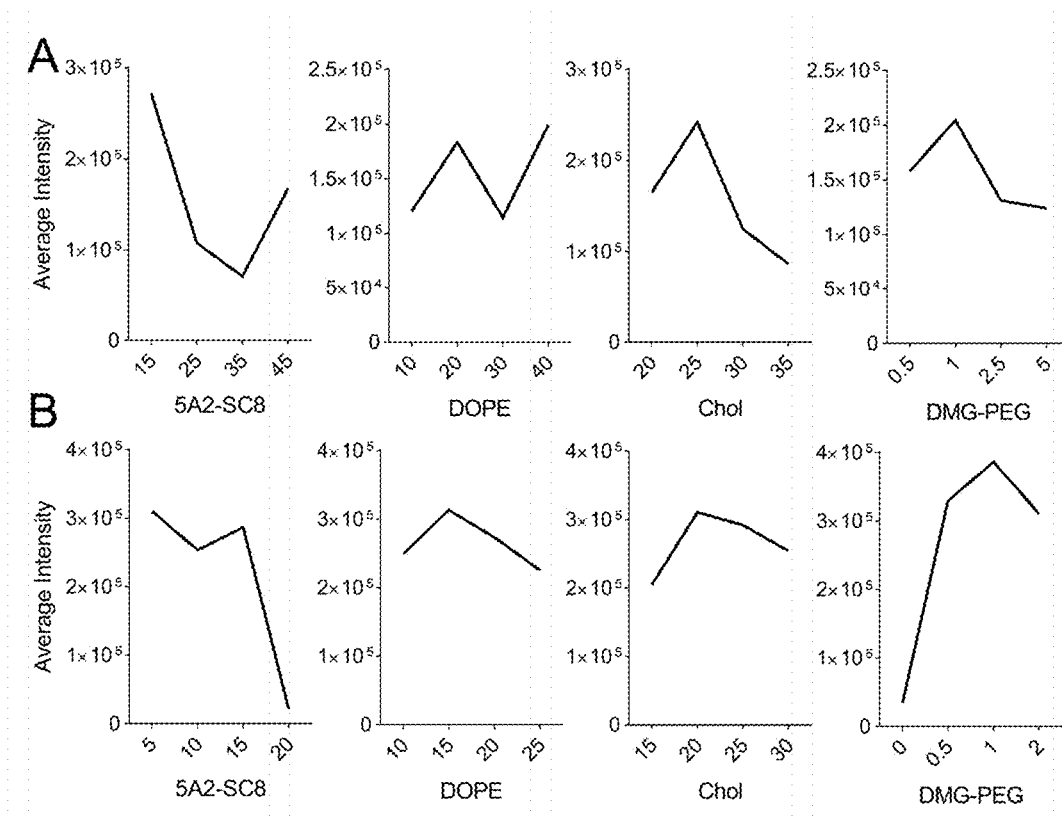 A
Average Intensity
3×10⁵
2×10⁵
1×10⁵
0
15 25 35 45
5A2-SC8
2.5×10⁵
2×10⁵
1.5×10⁵
1×10⁵
5×10⁴
0
10 20 30 40
DOPE
3×10⁵
2×10⁵
1×10⁵
0
20 25 30 35
Chol
2.5×10⁵
2×10⁵
1.5×10⁵
1×10⁵
5×10⁴
0
0.5 1 2.5 5
DMG-PEG
B
Average Intensity
4×10⁵
3×10⁵
2×10⁵
1×10⁵
0
5 10 15 20
5A2-SC8
4×10⁵
3×10⁵
2×10⁵
1×10⁵
0
10 15 20 25
DOPE
4×10⁵
3×10⁵
2×10⁵
1×10⁵
0
15 20 25 30
Chol
4×10⁵
3×10⁵
2×10⁵
1×10⁵
0
0 0.5 1 2
DMG-PEG